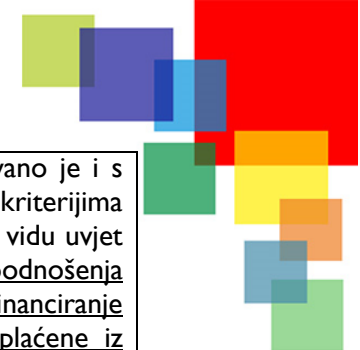 vano je i s
kriterijima
vidu uvjet
podnošenja
financiranje
plaćene iz